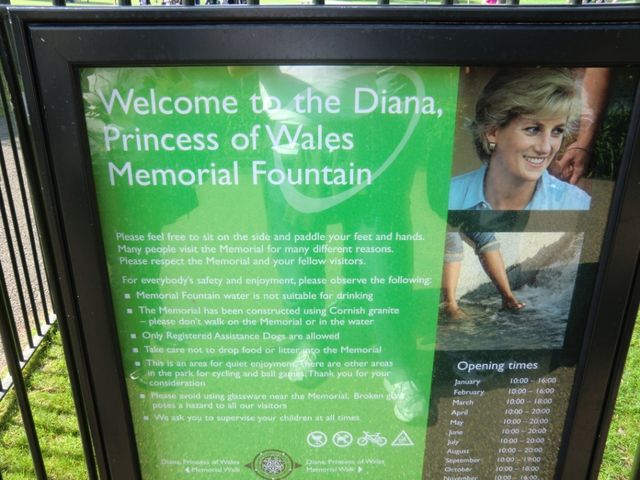 Welcome to the Diana,
Princess of Wales
Memorial Fountain
Please feel free to sit on the side and paddle your feet and hands.
Many people visit the Memorial for many different reasons.
Please respect the Memorial and your fellow visitors.
For everybody's safety and enjoyment, please observe the following:
Memorial Fountain water is not suitable for drinking
The Memorial has been constructed using Cornish granite
– please don't walk on the Memorial or in the water
Only Registered Assistance Dogs are allowed
Take care not to drop food or litter into the Memorial
This is an area for quiet enjoyment, there are other areas
in the park for cycling and ball games. Thank you for your
consideration
Please avoid using glassware near the Memorial. Broken glass
poses a hazard to all our visitors
We ask you to supervise your children at all times
Diana, Princess of Wales
Memorial Walk
Diana, Princess of Wales
Memorial Walk
Opening times
January 10:00 - 16:00
February 10:00 - 16:00
March 10:00 - 18:00
April 10:00 - 20:00
May 10:00 - 20:00
June 10:00 - 20:00
July 10:00 - 20:00
August 10:00 - 20:00
September 10:00 - 19:00
October 10:00 - 18:00
November 10:00 - 16:00